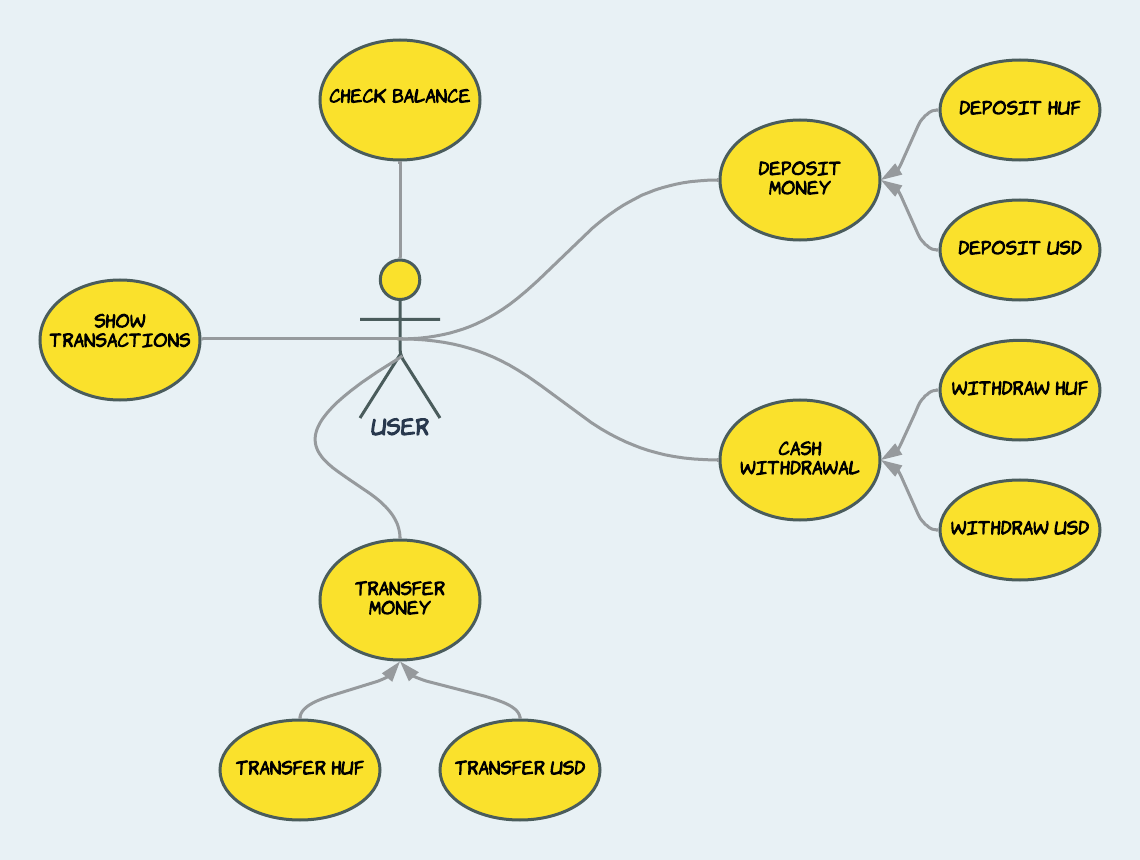 CHECK BALANCE
DEPOSIT HUF
DEPOSIT
MONEY
DEPOSIT USD
SHOW
TRANSACTIONS
USER
WITHDRAW HUF
CASH
WITHDRAWAL
WITHDRAW USD
TRANSFER
MONEY
TRANSFER HUF
TRANSFER USD